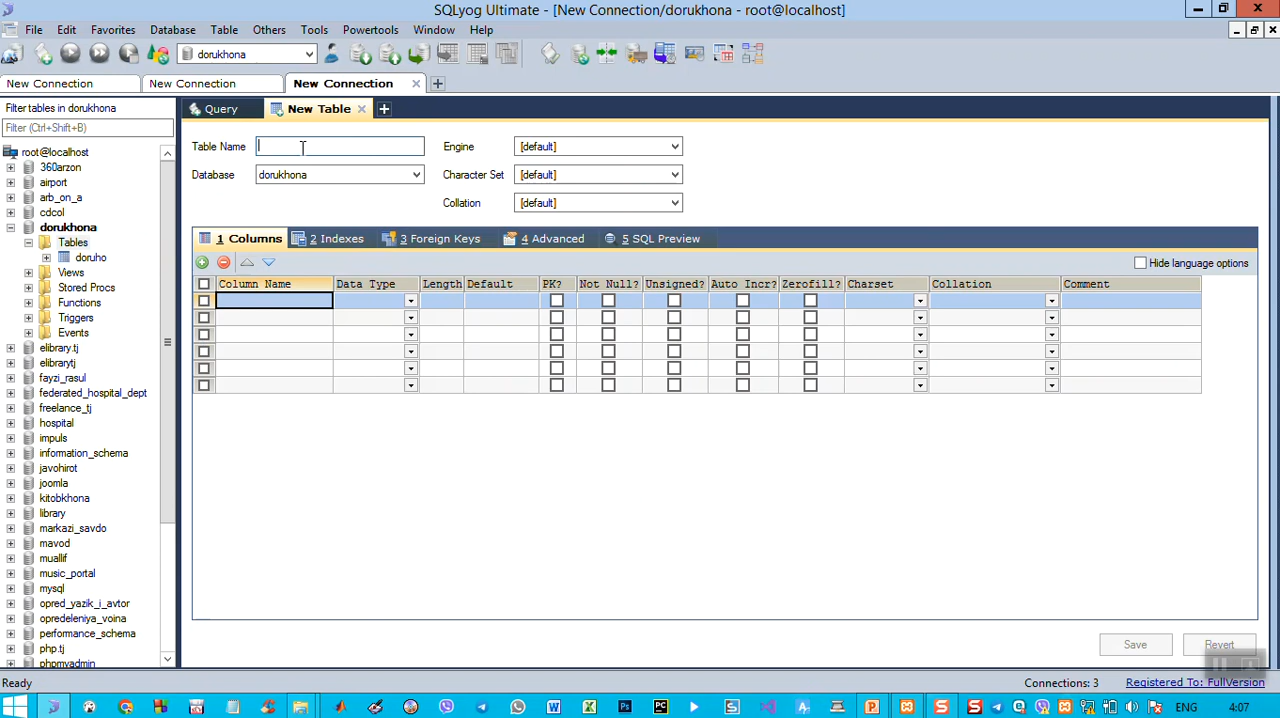 SQLyog Ultimate - [New Connection/dorukhona - root@localhost]
File Edit Favorites Database Table Others Tools Powertools Window Help
dorukhona
New Connection New Connection New Connection
Filter tables in dorukhona
Filter (Ctrl+Shift+B)
root@localhost
360arzon
airport
arb_on_a
cdcol
dorukhona
Tables
doruho
Views
Stored Procs
Functions
Triggers
Events
elibrary.tj
elibrarytj
fayzi_rasul
federated_hospital_dept
freelance_tj
hospital
impuls
information_schema
javohirot
joomla
kitobkhona
library
markazi_savdo
mavod
muallif
music_portal
mysql
opred_yazik_i_avtor
opredeleniya_voina
performance_schema
php.tj
phpmyadmin
Query New Table
Table Name Engine [default]
Database dorukhona Character Set [default]
Collation [default]
1 Columns 2 Indexes 3 Foreign Keys 4 Advanced 5 SQL Preview
Hide language options
Column Name Data Type Length Default PK? Not Null? Unsigned? Auto Incr? Zerofill? Charset Collation Comment
Save Revert
Ready Connections: 3 Registered To: FullVersion
ENG 4:07